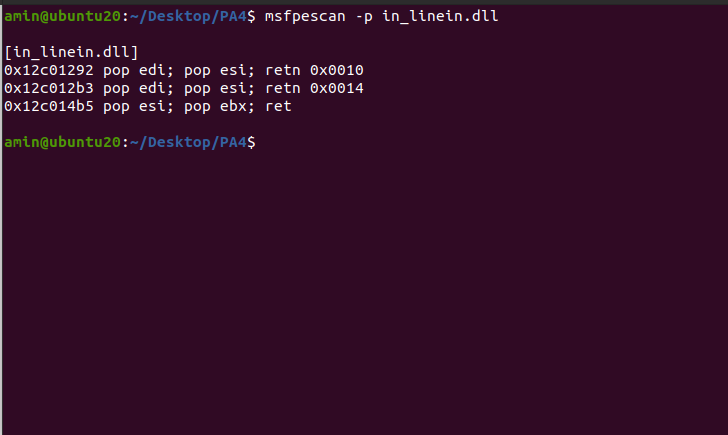 amin@ubuntu20:~/Desktop/PA4$ msfpescan -p in_linein.dll
[in_linein.dll]
0x12c01292 pop edi; pop esi; retn 0x0010
0x12c012b3 pop edi; pop esi; retn 0x0014
0x12c014b5 pop esi; pop ebx; ret
amin@ubuntu20:~/Desktop/PA4$